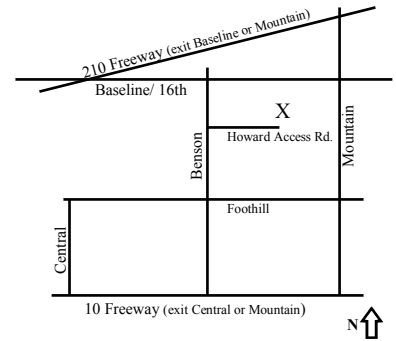 210 Freeway (exit Baseline or Mountain)
Baseline/ 16th
X
Howard Access Rd.
Benson
Mountain
Foothill
Central
10 Freeway (exit Central or Mountain)
N